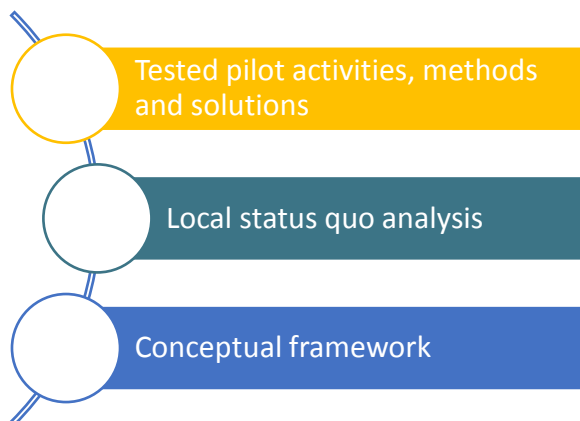 Tested pilot activities, methods
and solutions
Local status quo analysis
Conceptual framework